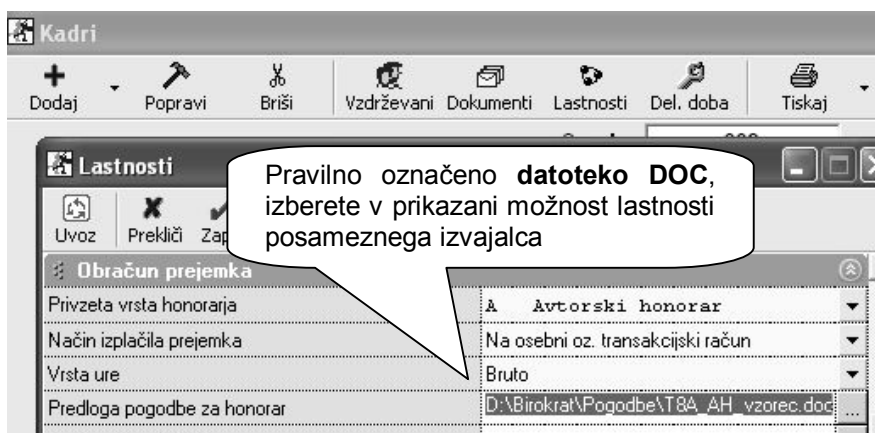 Kadri
Dodaj Popravi Briši Vzdrževani Dokumenti Lastnosti Del. doba Tiskaj
Lastnosti
Pravilno označeno datoteko DOC,
izberete v prikazani možnost lastnosti
posameznega izvajalca
Uvoz Prekliči
Obračun prejemka
Privzeta vrsta honorarja A Avtorski honorar
Način izplačila prejemka Na osebni oz. transakcijski račun
Vrsta ure Bruto
Predloga pogodbe za honorar D:\Birokrat\Pogodbe\T8A_AH_vzorec.doc ...